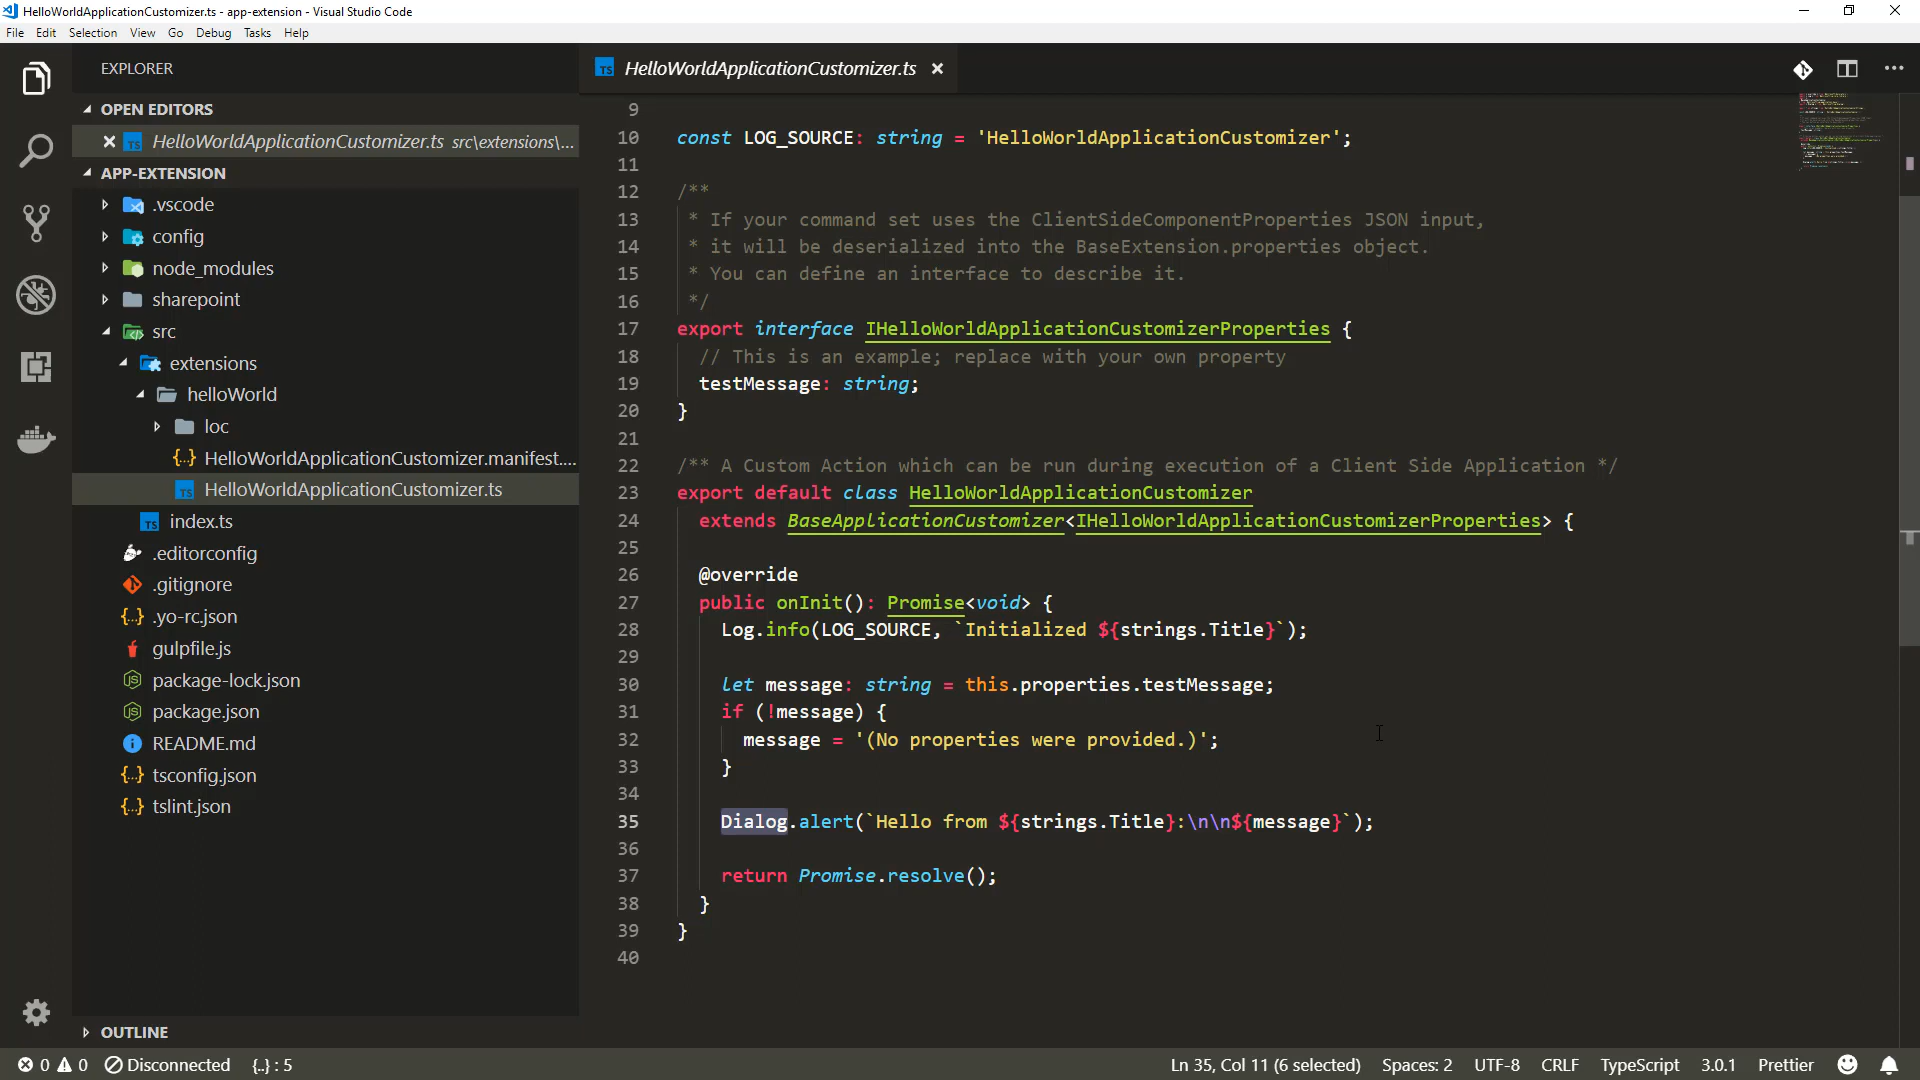 HelloWorldApplicationCustomizer.ts - app-extension - Visual Studio Code
File Edit Selection View Go Debug Tasks Help
EXPLORER
OPEN EDITORS
HelloWorldApplicationCustomizer.ts src\extensions\...
APP-EXTENSION
.vscode
config
node_modules
sharepoint
src
extensions
helloWorld
loc
{..} HelloWorldApplicationCustomizer.manifest....
TS HelloWorldApplicationCustomizer.ts
TS index.ts
.editorconfig
.gitignore
{..} .yo-rc.json
gulpfile.js
package-lock.json
package.json
README.md
{..} tsconfig.json
{..} tslint.json
OUTLINE
TS HelloWorldApplicationCustomizer.ts
9
10 const LOG_SOURCE: string = 'HelloWorldApplicationCustomizer';
11
12 /**
13 * If your command set uses the ClientSideComponentProperties JSON input,
14 * it will be deserialized into the BaseExtension.properties object.
15 * You can define an interface to describe it.
16 */
17 export interface IHelloWorldApplicationCustomizerProperties {
18 // This is an example; replace with your own property
19 testMessage: string;
20 }
21
22 /** A Custom Action which can be run during execution of a Client Side Application */
23 export default class HelloWorldApplicationCustomizer
24 extends BaseApplicationCustomizer<IHelloWorldApplicationCustomizerProperties> {
25
26 @override
27 public onInit(): Promise<void> {
28 Log.info(LOG_SOURCE, `Initialized ${strings.Title}`);
29
30 let message: string = this.properties.testMessage;
31 if (!message) {
32 message = '(No properties were provided.)';
33 }
34
35 Dialog.alert(`Hello from ${strings.Title}:\n\n${message}`);
36
37 return Promise.resolve();
38 }
39 }
40
0 0 Disconnected {..} : 5 Ln 35, Col 11 (6 selected) Spaces: 2 UTF-8 CRLF TypeScript 3.0.1 Prettier